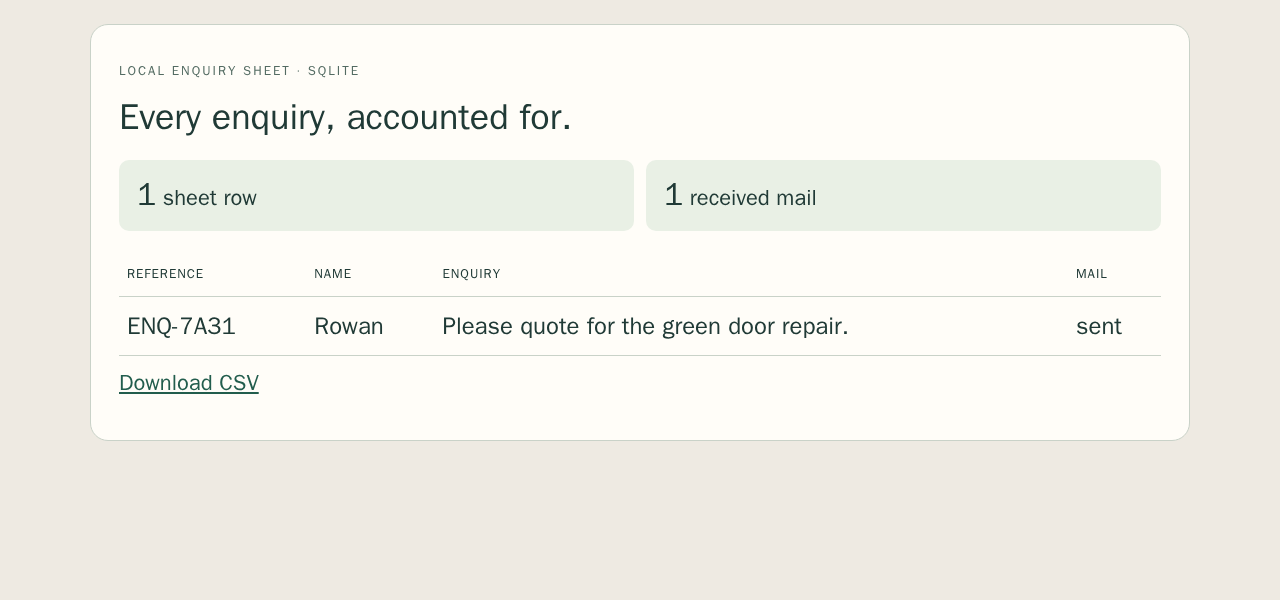 LOCAL ENQUIRY SHEET · SQLITE
Every enquiry, accounted for.
1 sheet row
1 received mail
REFERENCE NAME ENQUIRY MAIL
ENQ-7A31 Rowan Please quote for the green door repair. sent
Download CSV